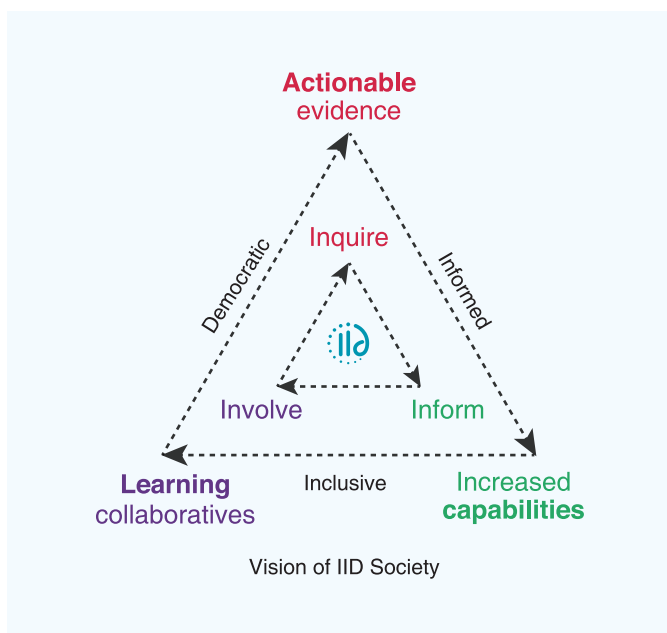 Actionable
evidence
Inquire
Democratic
Informed
iid
Involve
Inform
Learning
collaboratives
Inclusive
Increased
capabilities
Vision of IID Society